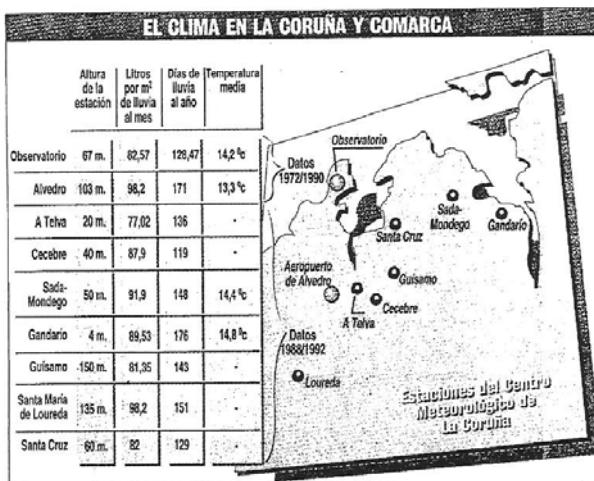 EL CLIMA EN LA CORUÑA Y COMARCA
Altura de la estación | Litros por m² de lluvia al mes | Días de lluvia al año | Temperatura media
Observatorio 67 m. 82,57 128,47 14,2 ºc
Alvedro 103 m. 98,2 171 13,3 ºc
A Telva 20 m. 77,02 136 -
Cecebre 40 m. 87,9 119 -
Sada-
Mondego 50 m. 91,9 148 14,4 ºc
Gandario 4 m. 89,53 176 14,8 ºc
Guísamo 150 m. 81,35 143 -
Santa María
de Loureda 135 m. 98,2 151 -
Santa Cruz 60 m. 82 129 -
Datos
1972/1990
Observatorio
Sada-
Mondego
Gandario
Santa Cruz
Aeropuerto
de Alvedro
Guísamo
Cecebre
A Telva
Datos
1988/1992
Loureda
Estaciones del Centro
Meteorológico de
La Coruña